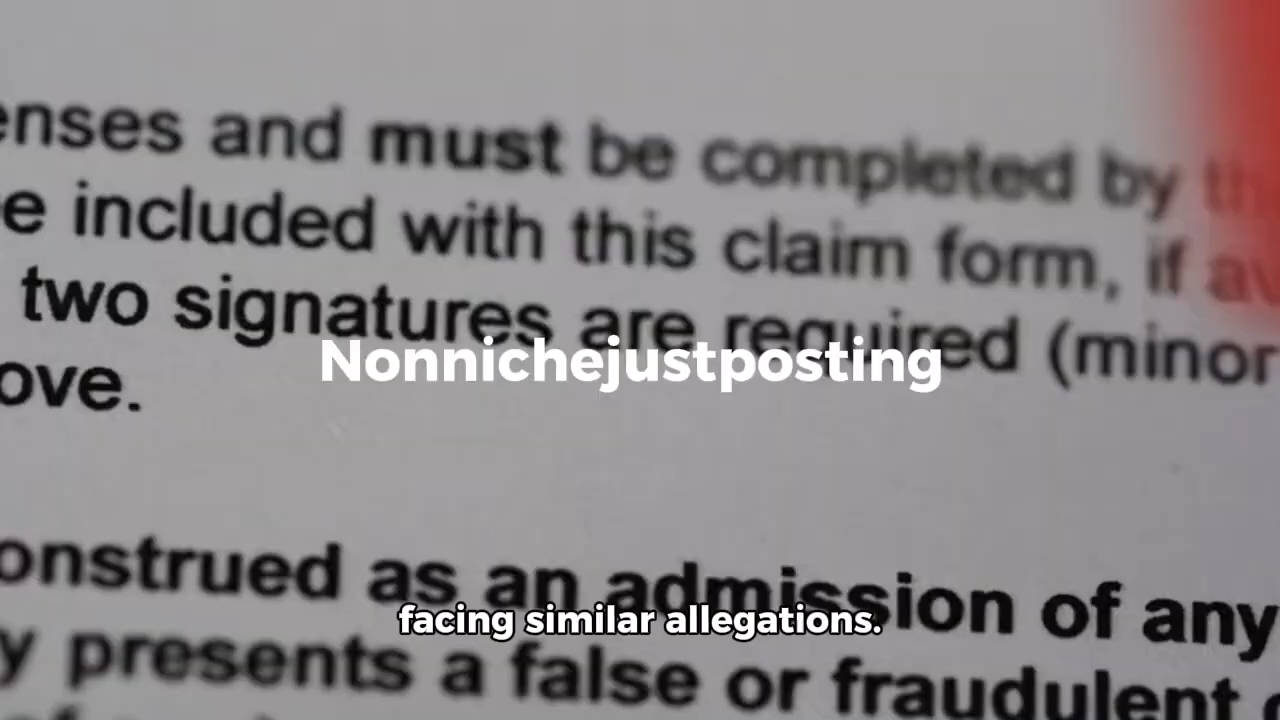 enses and must be completed by
e included with this claim form, if
two signatures are required (minor
Nonnichejustposting
ove.
onstrued as an admission of any
facing similar allegations.
y presents a false or fraudulent